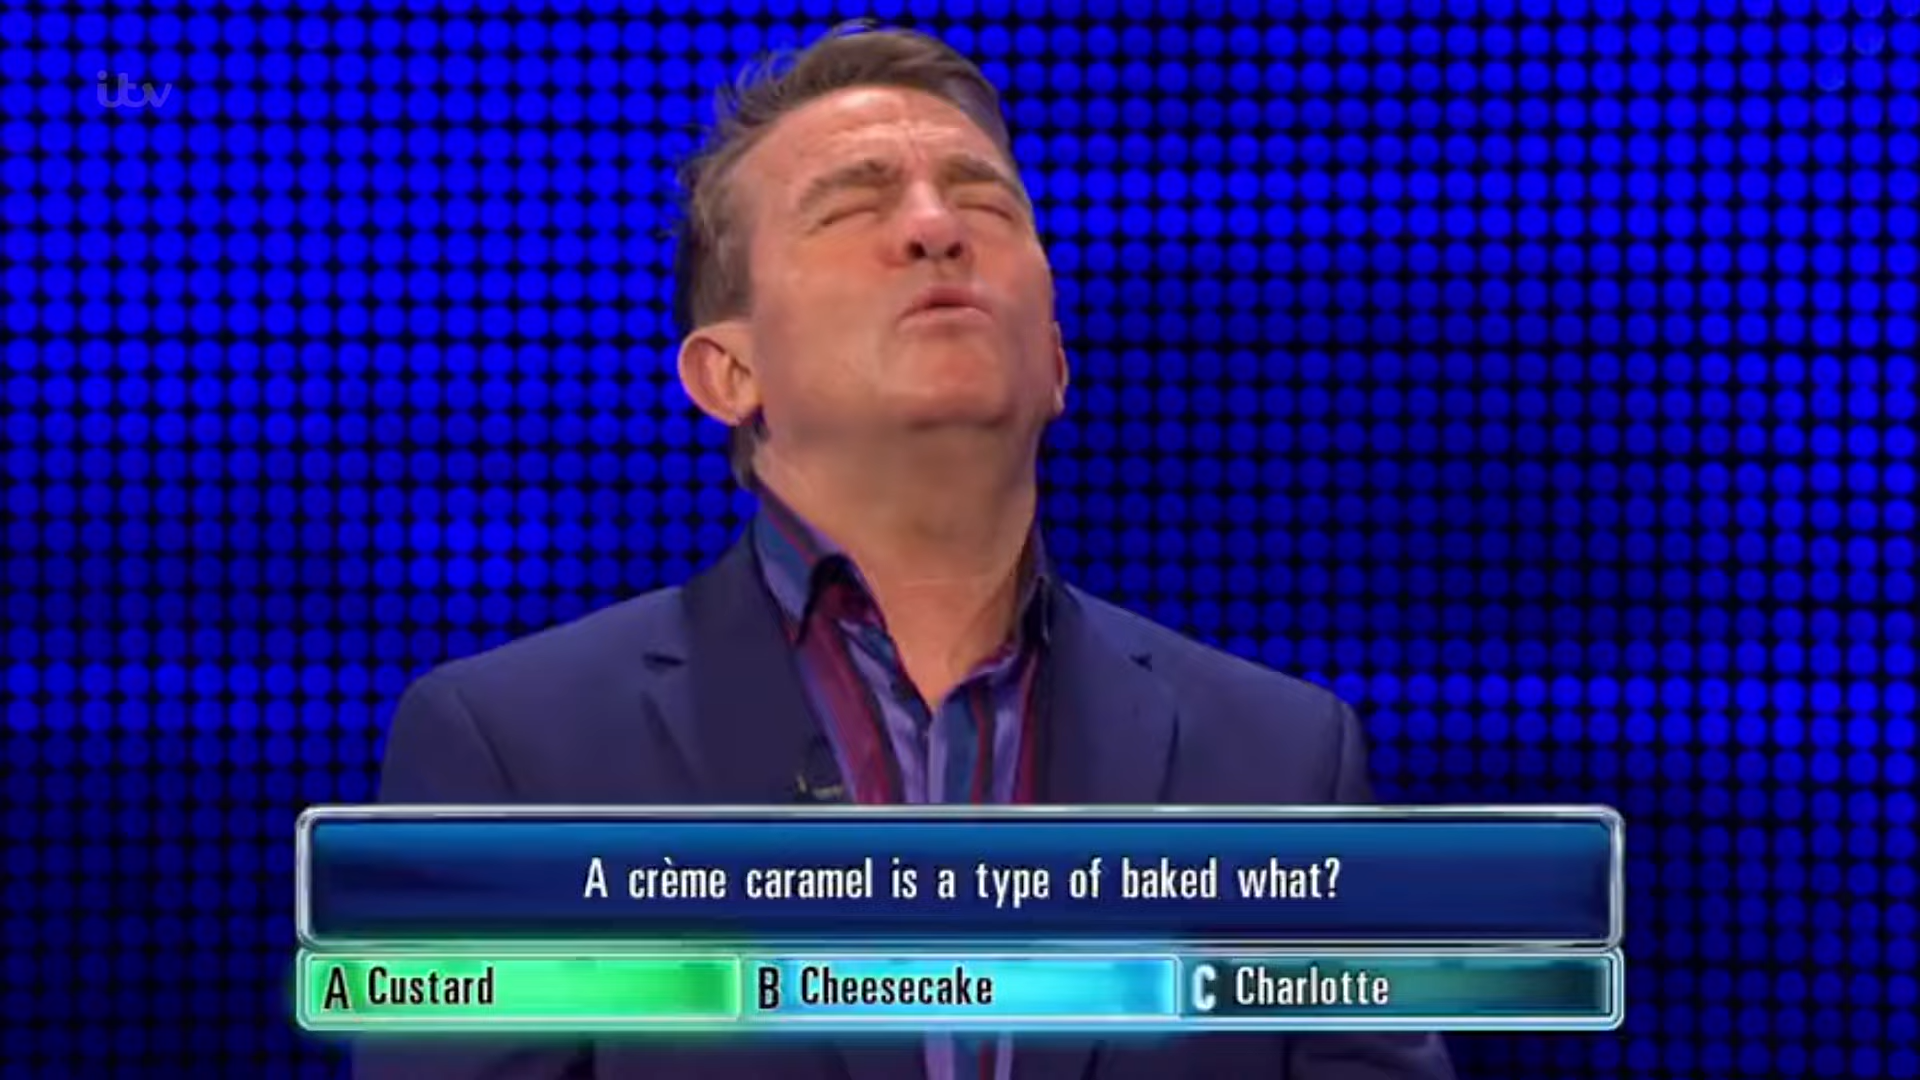 itv
A crème caramel is a type of baked what?
A Custard
B Cheesecake
C Charlotte